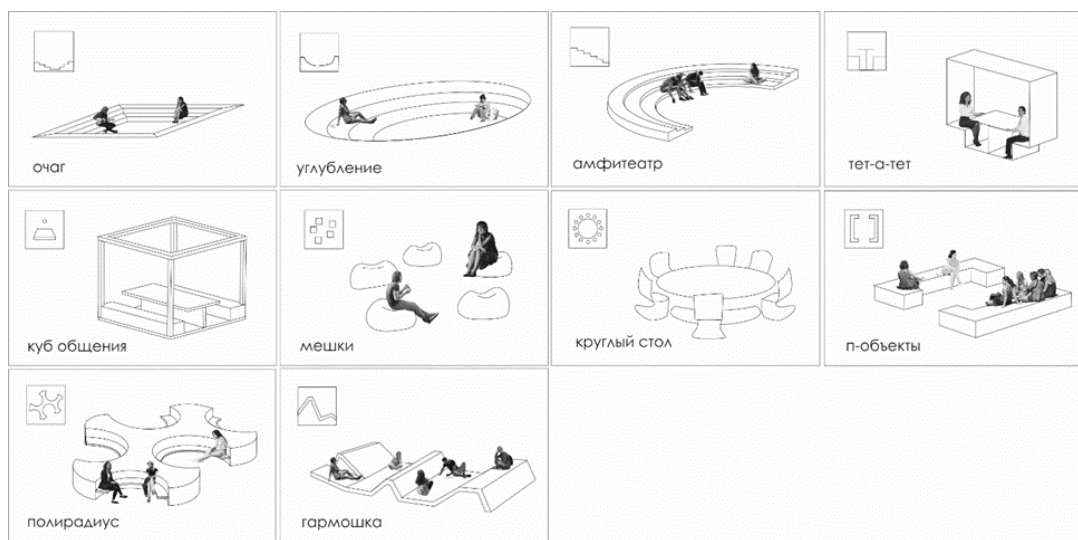 очаг
углубление
амфитеатр
тет-а-тет
куб общения
мешки
круглый стол
п-объекты
полирадиус
гармошка